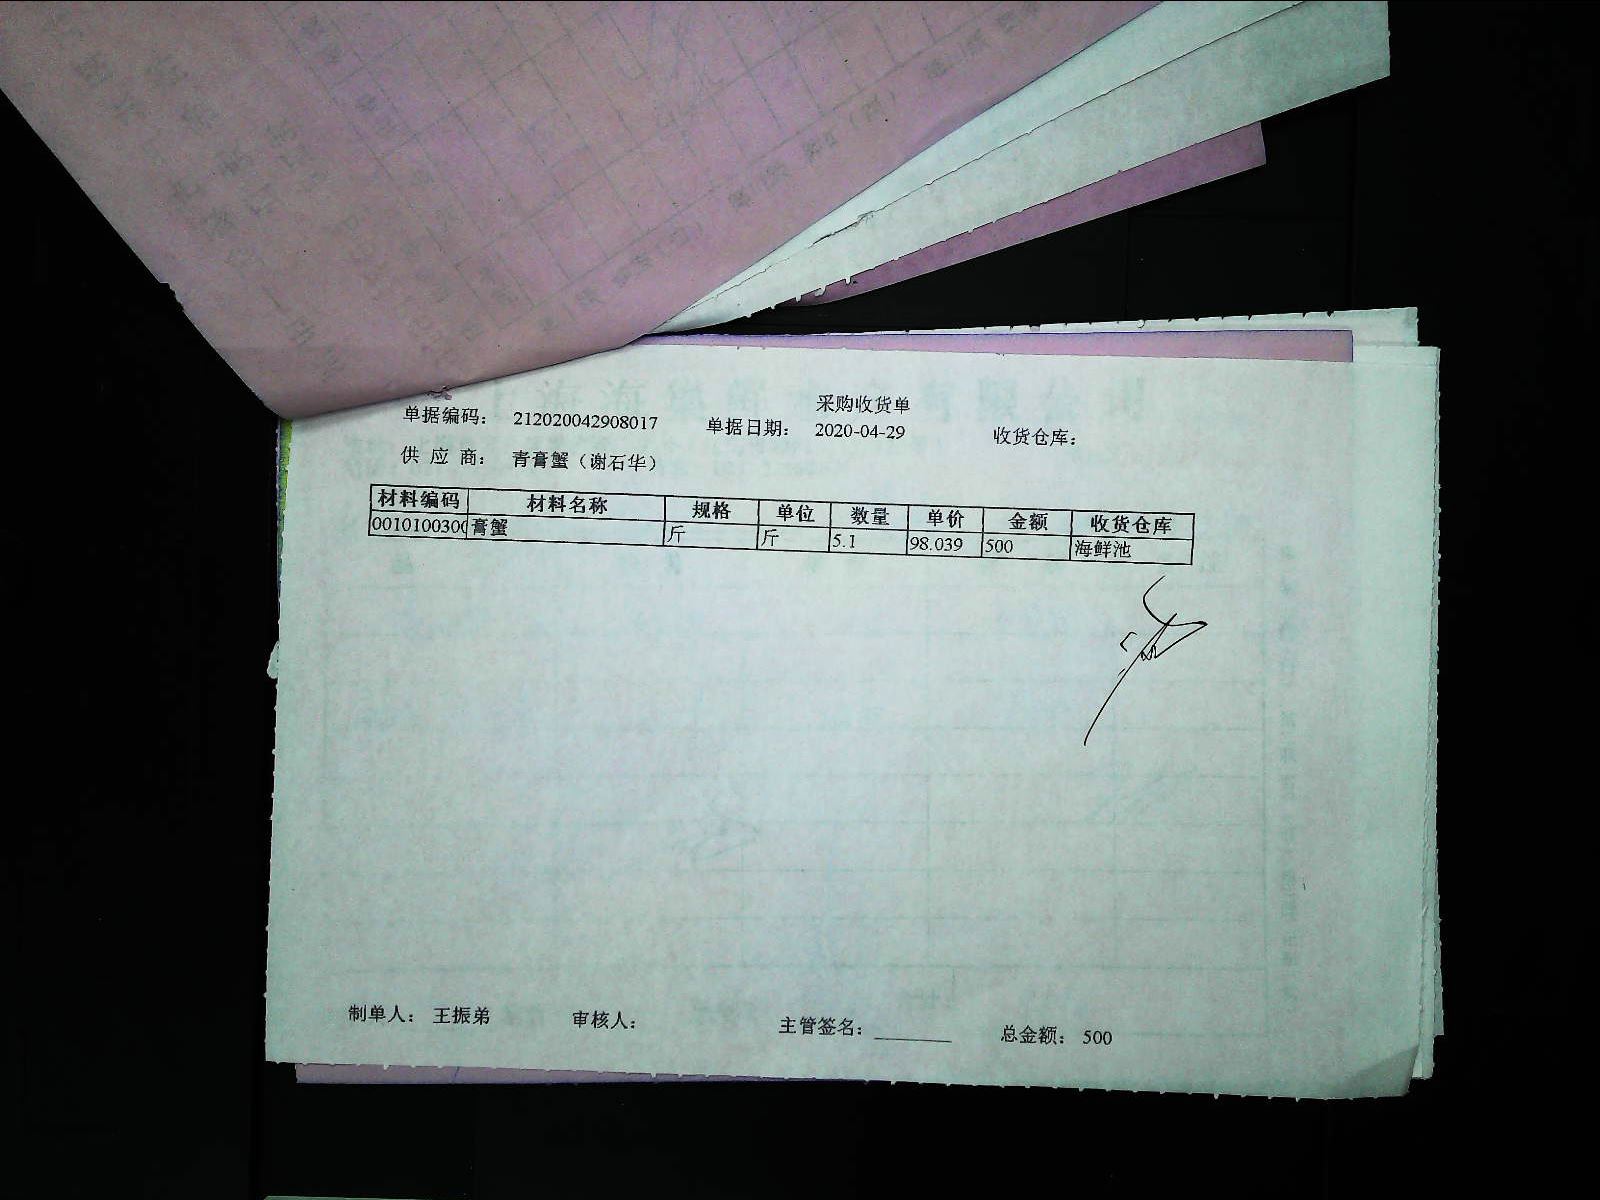 采购收货单
单据编码： 212020042908017 单据日期： 2020-04-29 收货仓库：
供 应 商： 青膏蟹（谢石华）
材料编码 材料名称 规格 单位 数量 单价 金额 收货仓库
0010100300 膏蟹 斤 斤 5.1 98.039 500 海鲜池
制单人： 王振弟 审核人： 主管签名：________ 总金额： 500